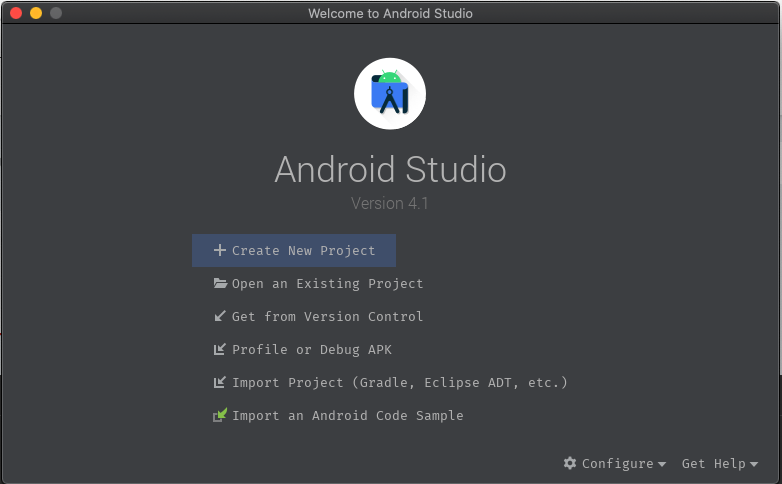 Welcome to Android Studio
Android Studio
Version 4.1
Create New Project
Open an Existing Project
Get from Version Control
Profile or Debug APK
Import Project (Gradle, Eclipse ADT, etc.)
Import an Android Code Sample
Configure Get Help